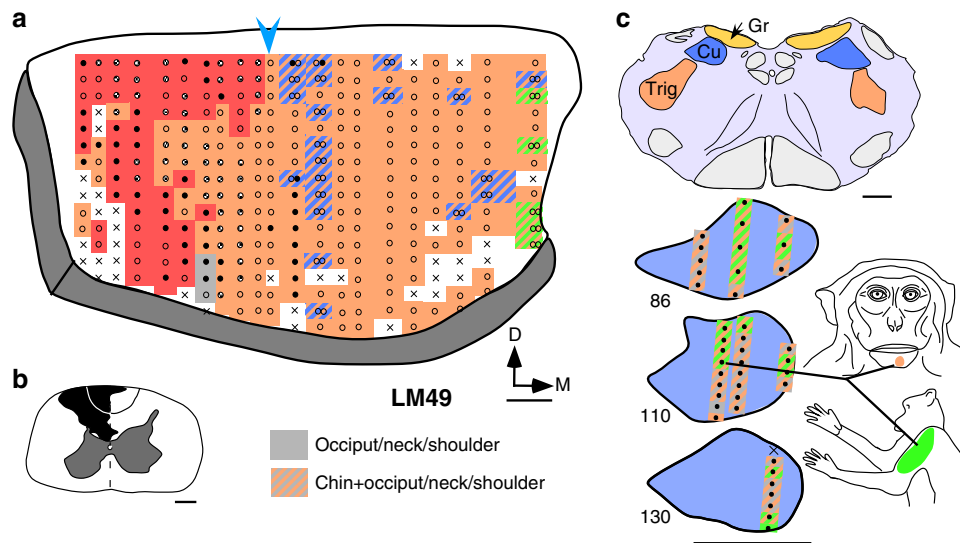 a
D
M
LM49
b
Occiput/neck/shoulder
Chin+occiput/neck/shoulder
c
Gr
Cu
Trig
86
110
130